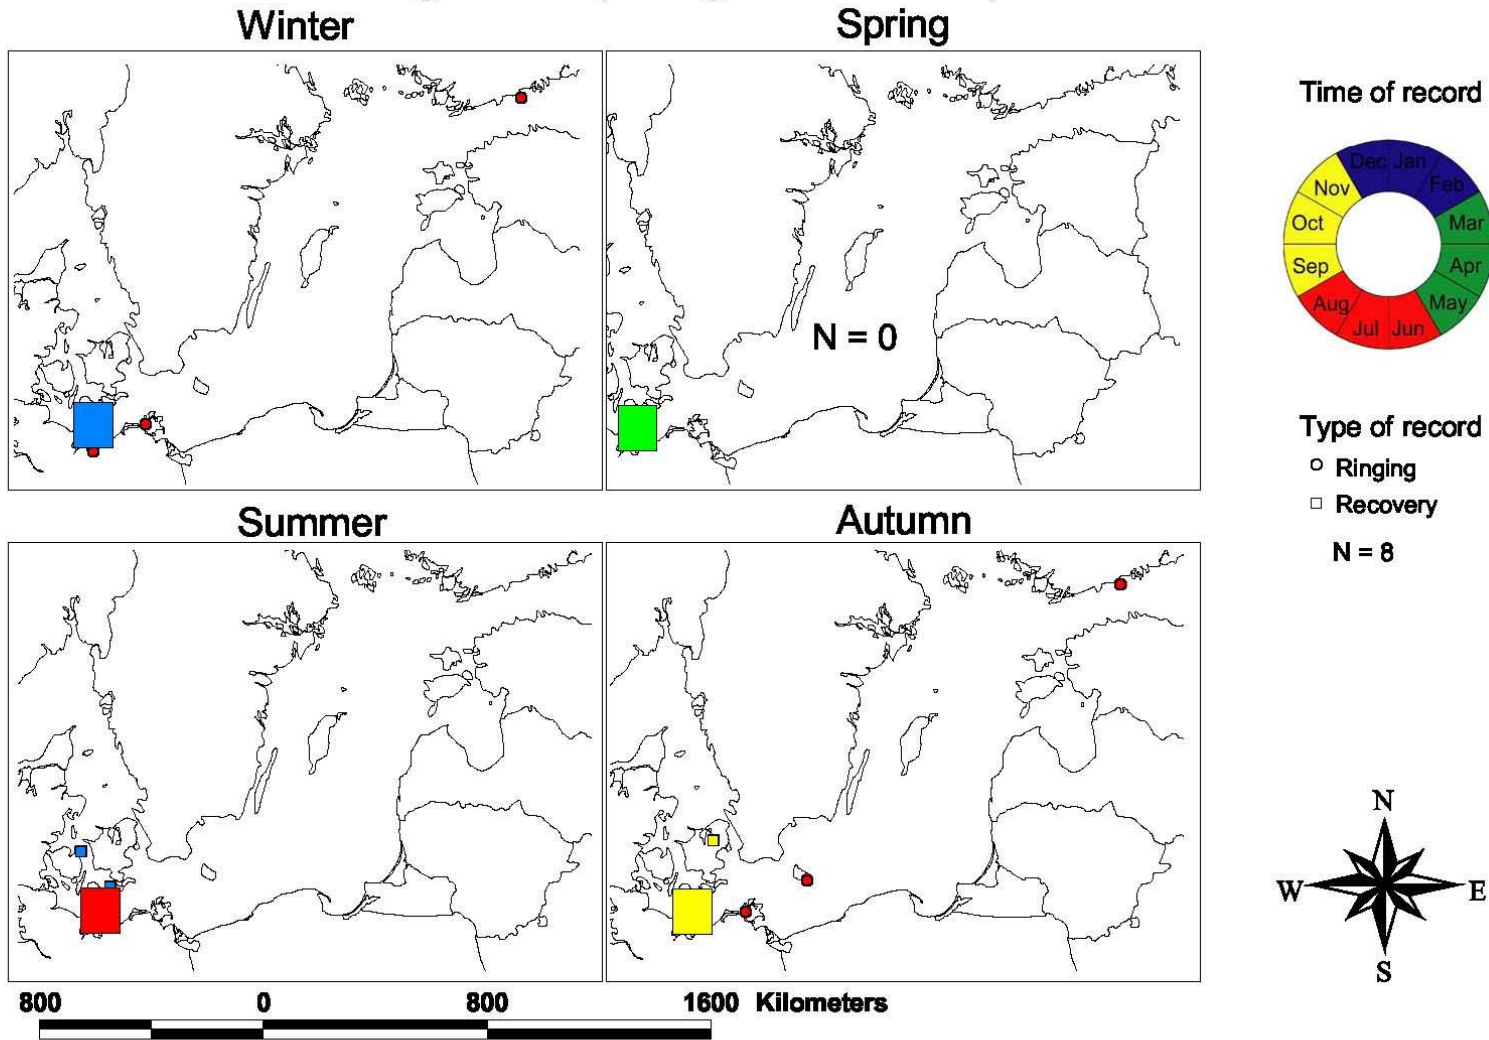 Winter
Spring
N = 0
Summer
Autumn
800 0 800 1600 Kilometers
Time of record
Dec Jan
Feb
Mar
Apr
May
Jun
Jul
Aug
Sep
Oct
Nov
Type of record
Ringing
Recovery
N = 8
N
W E
S